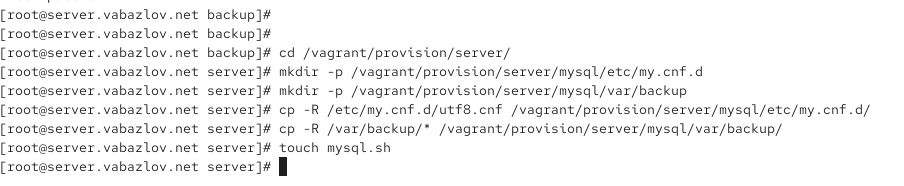 [root@server.vabazlov.net backup]#
[root@server.vabazlov.net backup]#
[root@server.vabazlov.net backup]# cd /vagrant/provision/server/
[root@server.vabazlov.net server]# mkdir -p /vagrant/provision/server/mysql/etc/my.cnf.d
[root@server.vabazlov.net server]# mkdir -p /vagrant/provision/server/mysql/var/backup
[root@server.vabazlov.net server]# cp -R /etc/my.cnf.d/utf8.cnf /vagrant/provision/server/mysql/etc/my.cnf.d/
[root@server.vabazlov.net server]# cp -R /var/backup/* /vagrant/provision/server/mysql/var/backup/
[root@server.vabazlov.net server]# touch mysql.sh
[root@server.vabazlov.net server]#